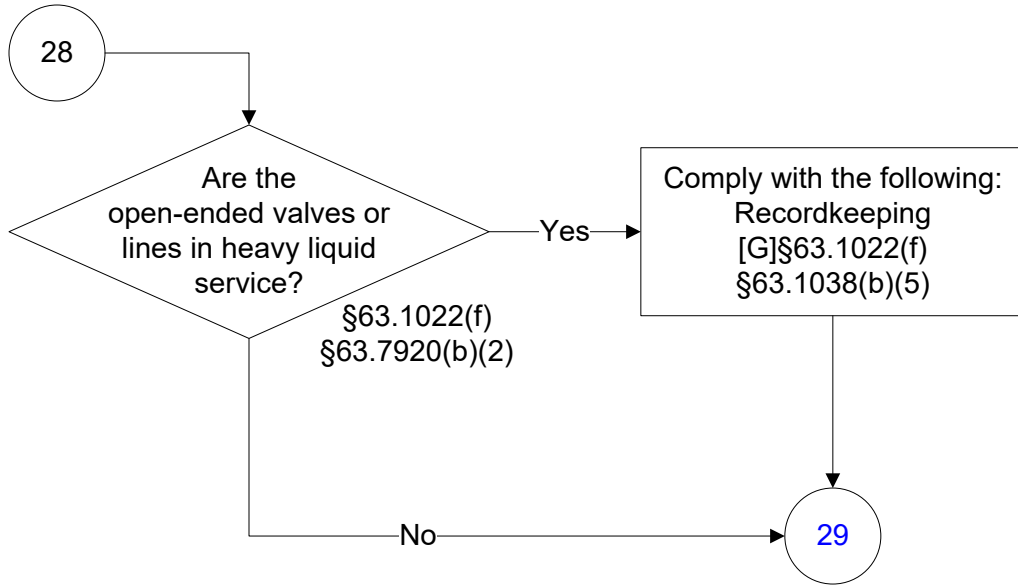 28
Are the
open-ended valves or
lines in heavy liquid
service?
§63.1022(f)
§63.7920(b)(2)
Yes
Comply with the following:
Recordkeeping
[G]§63.1022(f)
§63.1038(b)(5)
No
29